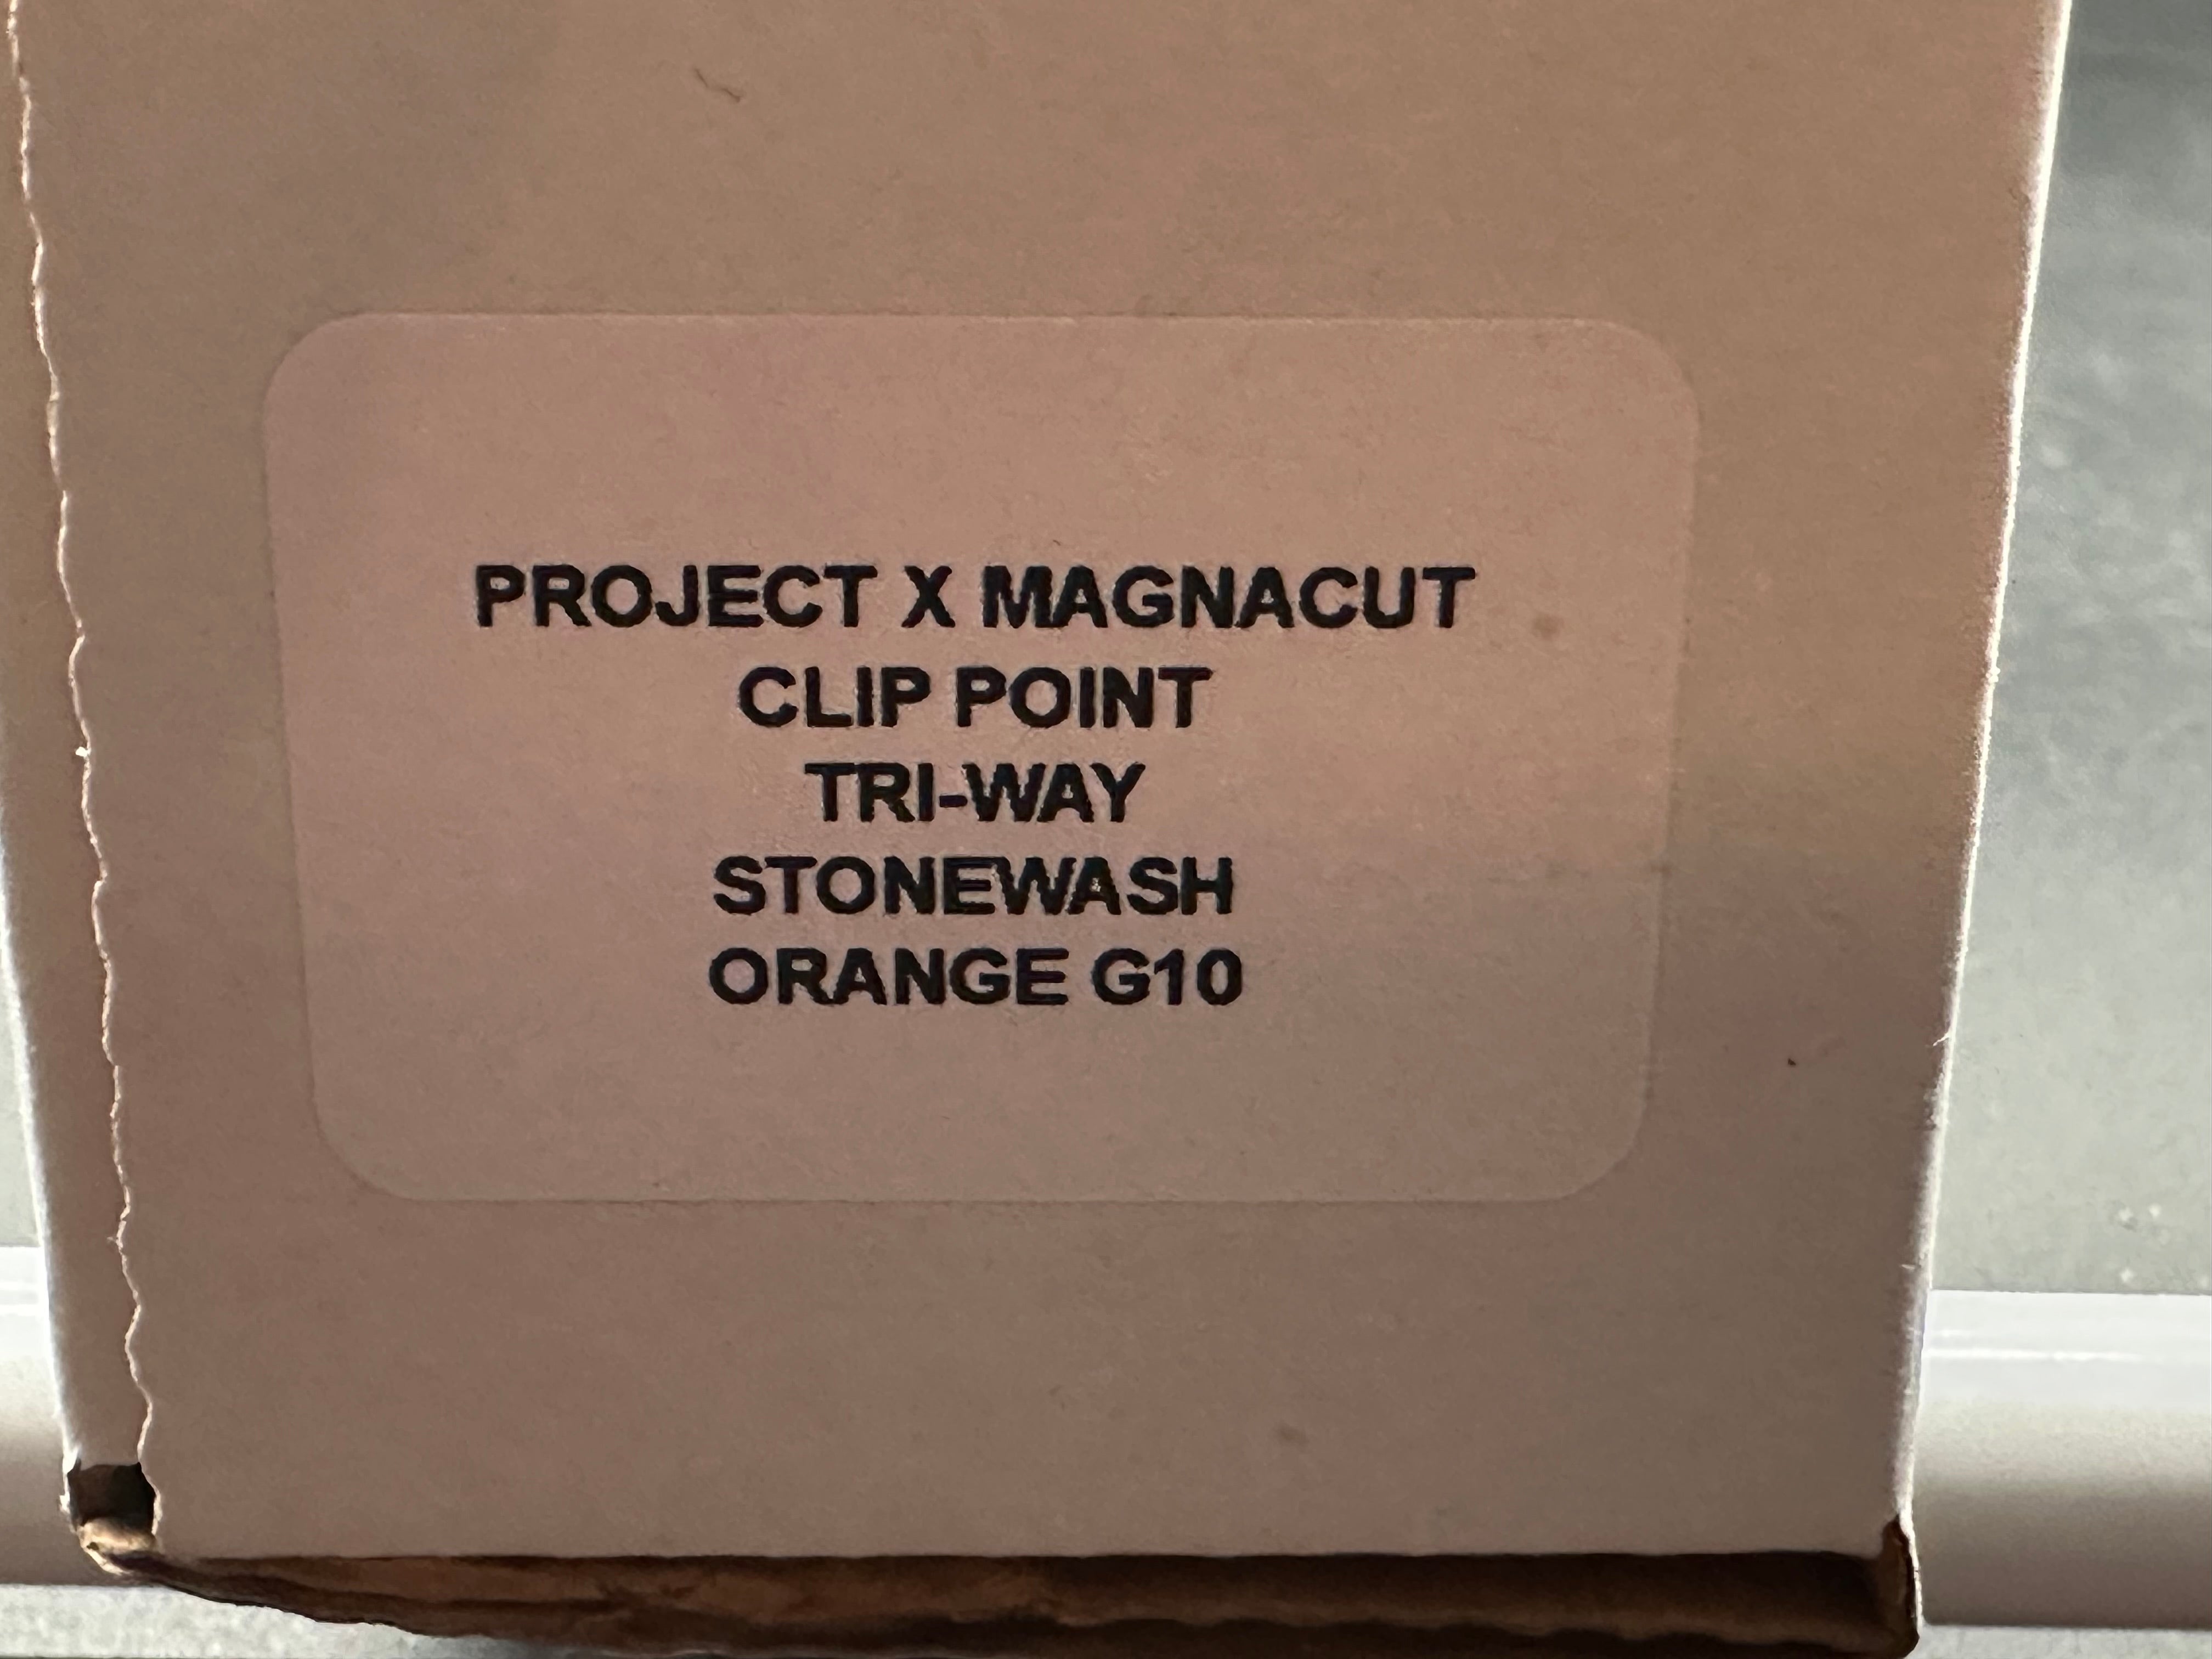 PROJECT X MAGNACUT
CLIP POINT
TRI-WAY
STONEWASH
ORANGE G10